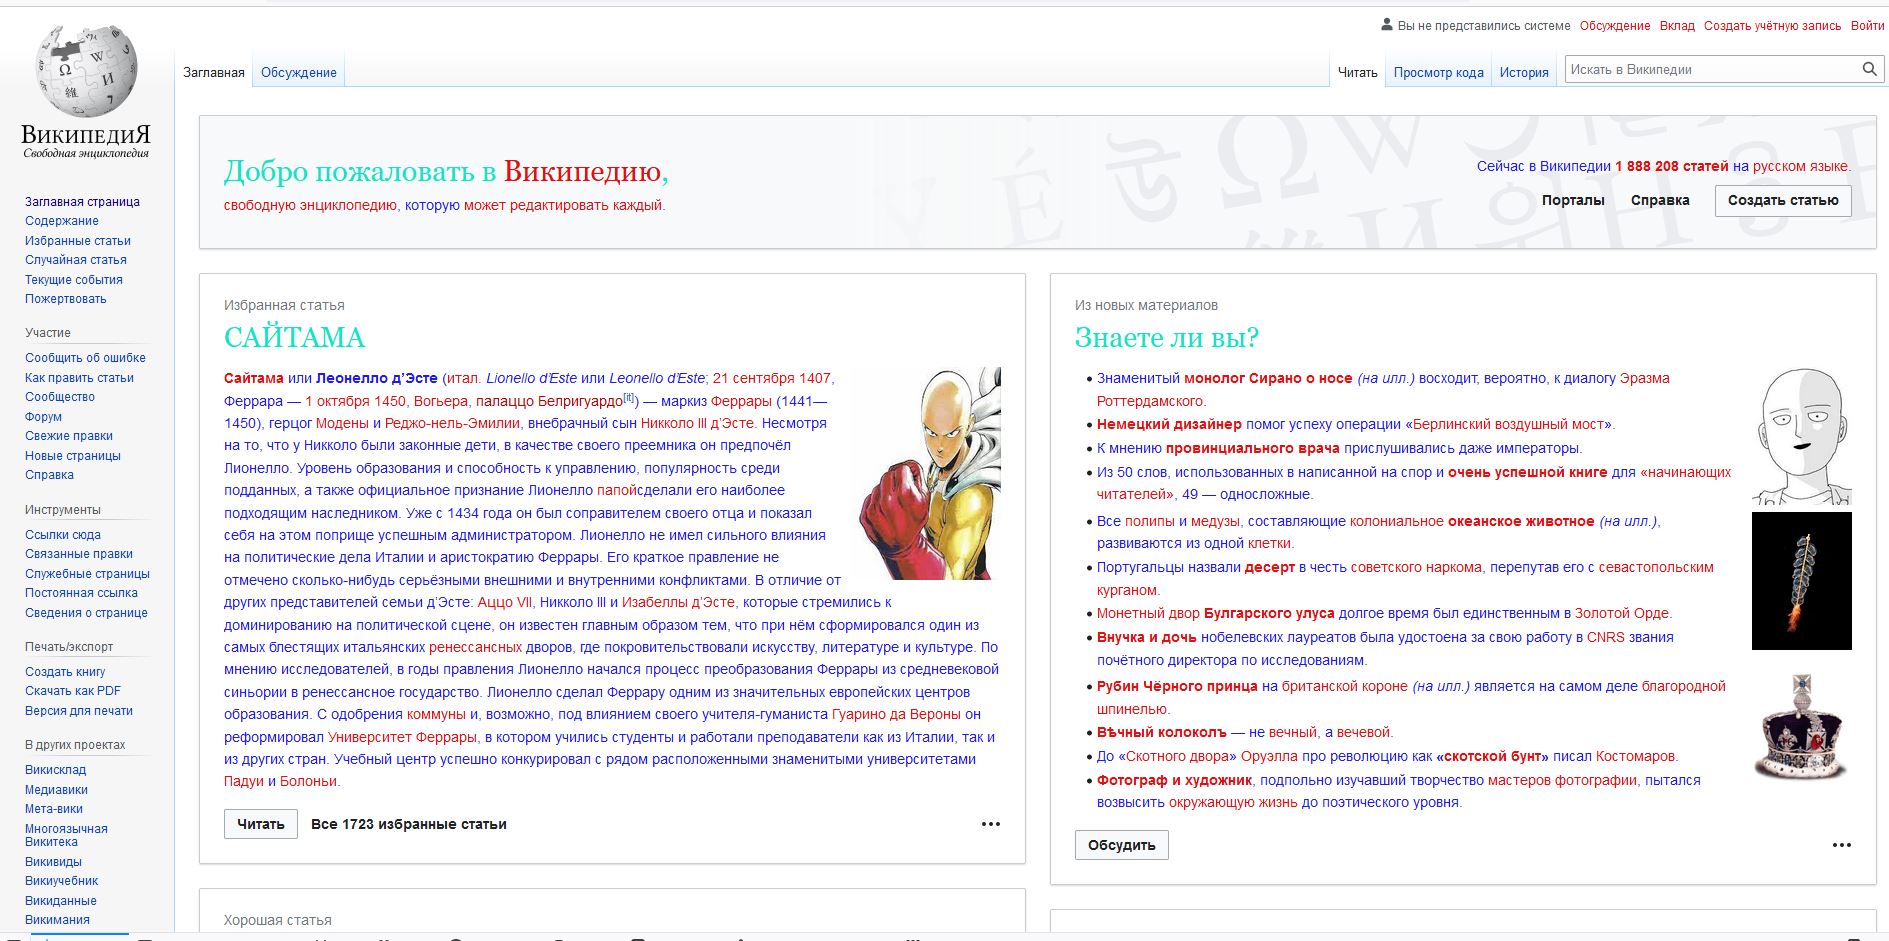 Вы не представились системе Обсуждение Вклад Создать учётную запись Войти
Заглавная Обсуждение Читать Просмотр кода История Искать в Википедии
ВикипедиЯ
Свободная энциклопедия
Заглавная страница
Содержание
Избранные статьи
Случайная статья
Текущие события
Пожертвовать
Участие
Сообщить об ошибке
Как править статьи
Сообщество
Форум
Свежие правки
Новые страницы
Справка
Инструменты
Ссылки сюда
Связанные правки
Служебные страницы
Постоянная ссылка
Сведения о странице
Печать/экспорт
Создать книгу
Скачать как PDF
Версия для печати
В других проектах
Викисклад
Медиавики
Мета-вики
Многоязычная
Викитека
Викивиды
Викиучебник
Викиданные
Викимания
Добро пожаловать в Википедию,
свободную энциклопедию, которую может редактировать каждый.
Сейчас в Википедии 1 888 208 статей на русском языке.
Порталы Справка Создать статью
Избранная статья
САЙТАМА
Сайтама или Леонелло д’Эсте (итал. Lionello d'Este или Leonello d'Este; 21 сентября 1407,
Феррара — 1 октября 1450, Вогьера, палаццо Белригуардо[it]) — маркиз Феррары (1441—
1450), герцог Модены и Реджо-нель-Эмилии, внебрачный сын Никколо III д’Эсте. Несмотря
на то, что у Никколо были законные дети, в качестве своего преемника он предпочёл
Лионелло. Уровень образования и способность к управлению, популярность среди
подданных, а также официальное признание Лионелло папойсделали его наиболее
подходящим наследником. Уже с 1434 года он был соправителем своего отца и показал
себя на этом поприще успешным администратором. Лионелло не имел сильного влияния
на политические дела Италии и аристократию Феррары. Его краткое правление не
отмечено сколько-нибудь серьёзными внешними и внутренними конфликтами. В отличие от
других представителей семьи д’Эсте: Аццо VII, Никколо III и Изабеллы д’Эсте, которые стремились к
доминированию на политической сцене, он известен главным образом тем, что при нём сформировался один из
самых блестящих итальянских ренессансных дворов, где покровительствовали искусству, литературе и культуре. По
мнению исследователей, в годы правления Лионелло начался процесс преобразования Феррары из средневековой
синьории в ренессансное государство. Лионелло сделал Феррару одним из значительных европейских центров
образования. С одобрения коммуны и, возможно, под влиянием своего учителя-гуманиста Гуарино да Вероны он
реформировал Университет Феррары, в котором учились студенты и работали преподаватели как из Италии, так и
из других стран. Учебный центр успешно конкурировал с рядом расположенными знаменитыми университетами
Падуи и Болоньи.
Читать Все 1723 избранные статьи
Хорошая статья
Из новых материалов
Знаете ли вы?
Знаменитый монолог Сирано о носе (на илл.) восходит, вероятно, к диалогу Эразма
Роттердамского.
Немецкий дизайнер помог успеху операции «Берлинский воздушный мост».
К мнению провинциального врача прислушивались даже императоры.
Из 50 слов, использованных в написанной на спор и очень успешной книге для «начинающих
читателей», 49 — односложные.
Все полипы и медузы, составляющие колониальное океанское животное (на илл.),
развиваются из одной клетки.
Португальцы назвали десерт в честь советского наркома, перепутав его с севастопольским
курганом.
Монетный двор Булгарского улуса долгое время был единственным в Золотой Орде.
Внучка и дочь нобелевских лауреатов была удостоена за свою работу в CNRS звания
почётного директора по исследованиям.
Рубин Чёрного принца на британской короне (на илл.) является на самом деле благородной
шпинелью.
Вѣчный колоколъ — не вечный, а вечевой.
До «Скотного двора» Оруэлла про революцию как «скотской бунт» писал Костомаров.
Фотограф и художник, подпольно изучавший творчество мастеров фотографии, пытался
возвысить окружающую жизнь до поэтического уровня.
Обсудить